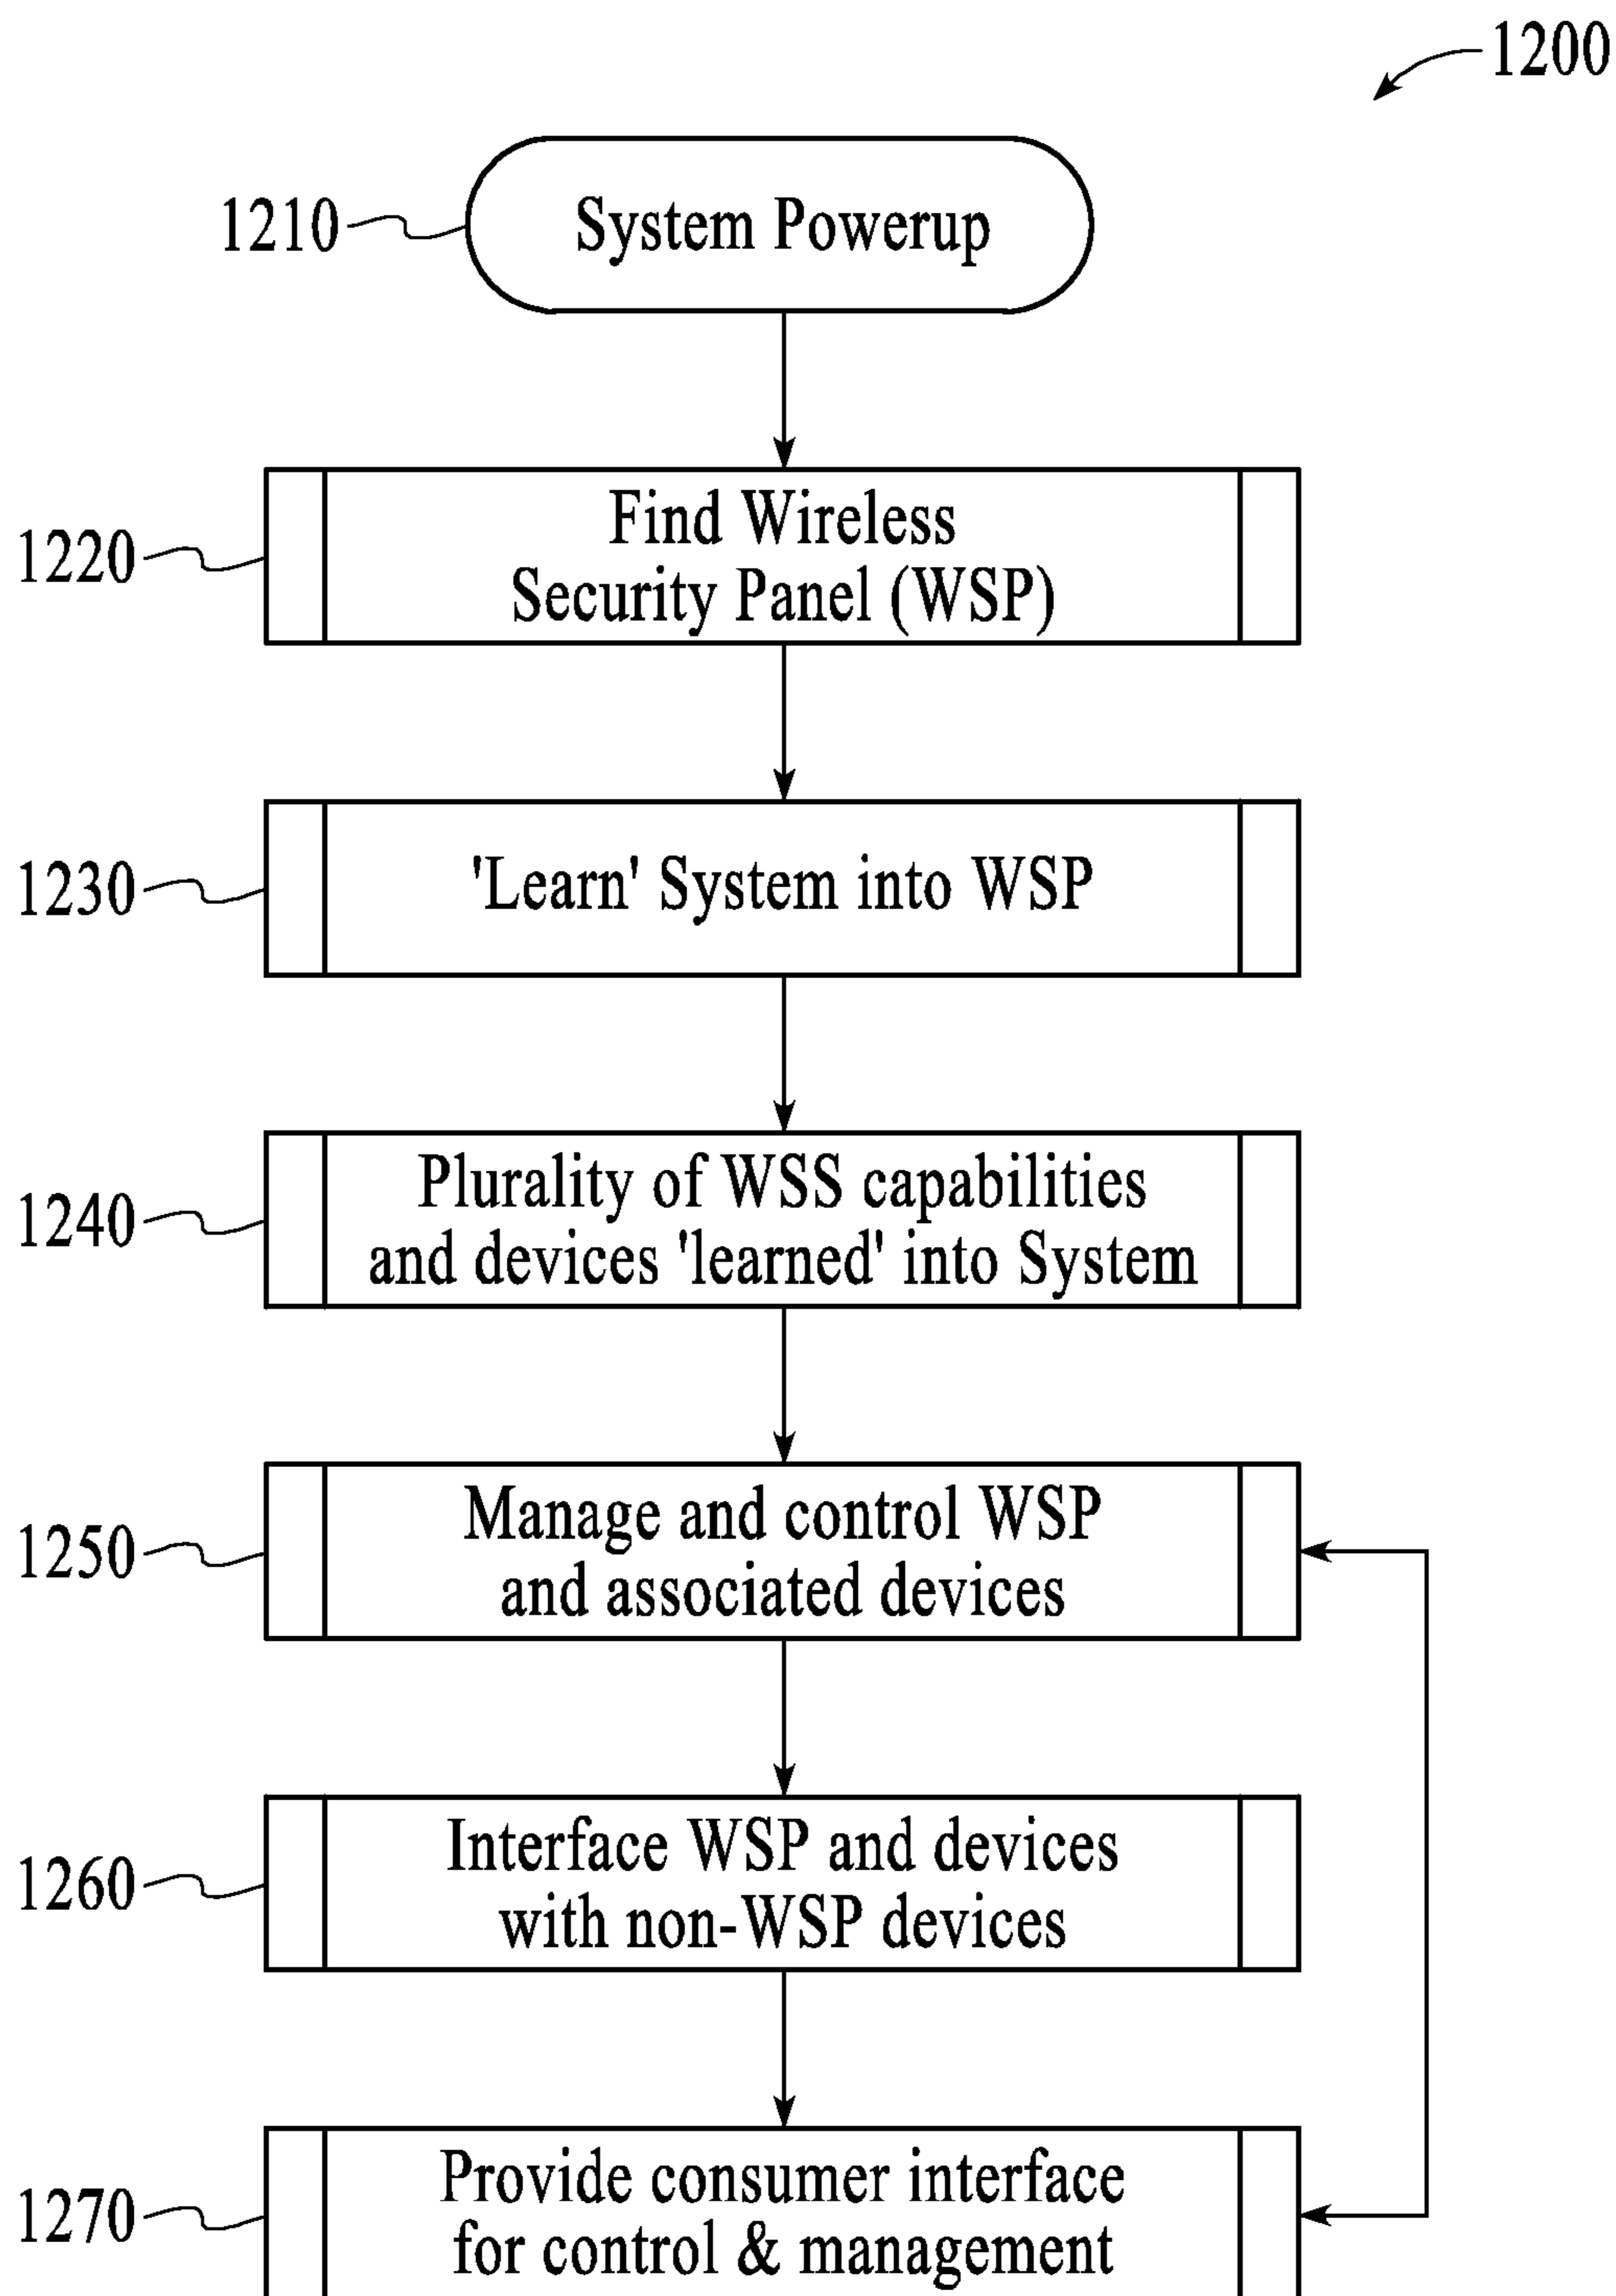 1200
1210
System Powerup
1220
Find Wireless
Security Panel (WSP)
1230
'Learn' System into WSP
1240
Plurality of WSS capabilities
and devices 'learned' into System
1250
Manage and control WSP
and associated devices
1260
Interface WSP and devices
with non-WSP devices
1270
Provide consumer interface
for control & management